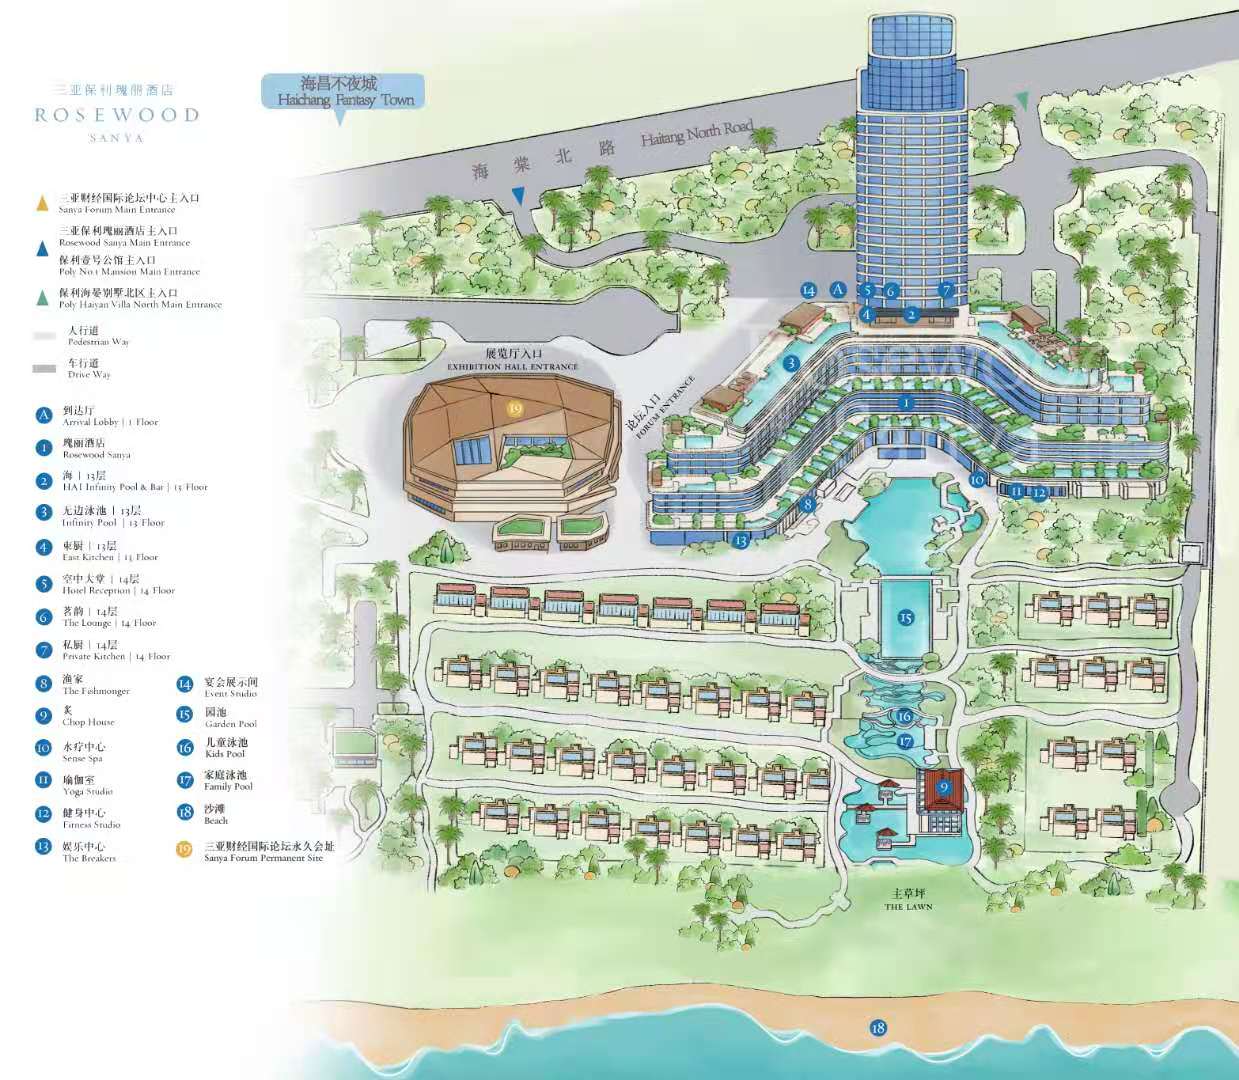 三亚保利瑰丽酒店
ROSEWOOD
SANYA
海昌不夜城
Haichang Fantasy Town
海棠北路
Haitang North Road
三亚财经国际论坛中心主入口
Sanya Forum Main Entrance
三亚保利瑰丽酒店主入口
Rosewood Sanya Main Entrance
保利壹号公馆主入口
Poly No.1 Mansion Main Entrance
保利海晏别墅北区主入口
Poly Haiyan Villa North Main Entrance
人行道
Pedestrian Way
车行道
Drive Way
A 到达厅
Arrival Lobby | 1 Floor
1 瑰丽酒店
Rosewood Sanya
2 海 | 13层
HAI Infinity Pool & Bar | 13 Floor
3 无边泳池 | 13层
Infinity Pool | 13 Floor
4 東厨 | 13层
East Kitchen | 13 Floor
5 空中大堂 | 14层
Hotel Reception | 14 Floor
6 茗韵 | 14层
The Lounge | 14 Floor
7 私厨 | 14层
Private Kitchen | 14 Floor
8 渔家
The Fishmonger
9 炙
Chop House
10 水疗中心
Sense Spa
11 瑜伽室
Yoga Studio
12 健身中心
Fitness Studio
13 娱乐中心
The Breakers
14 宴会展示间
Event Studio
15 园池
Garden Pool
16 儿童泳池
Kids Pool
17 家庭泳池
Family Pool
18 沙滩
Beach
19 三亚财经国际论坛永久会址
Sanya Forum Permanent Site
14 A 5 6 7
4 2
3
展览厅入口
EXHIBITION HALL ENTRANCE
论坛入口
FORUM ENTRANCE
19
1
10
11 12
8
13
15
16
17
9
主草坪
THE LAWN
18